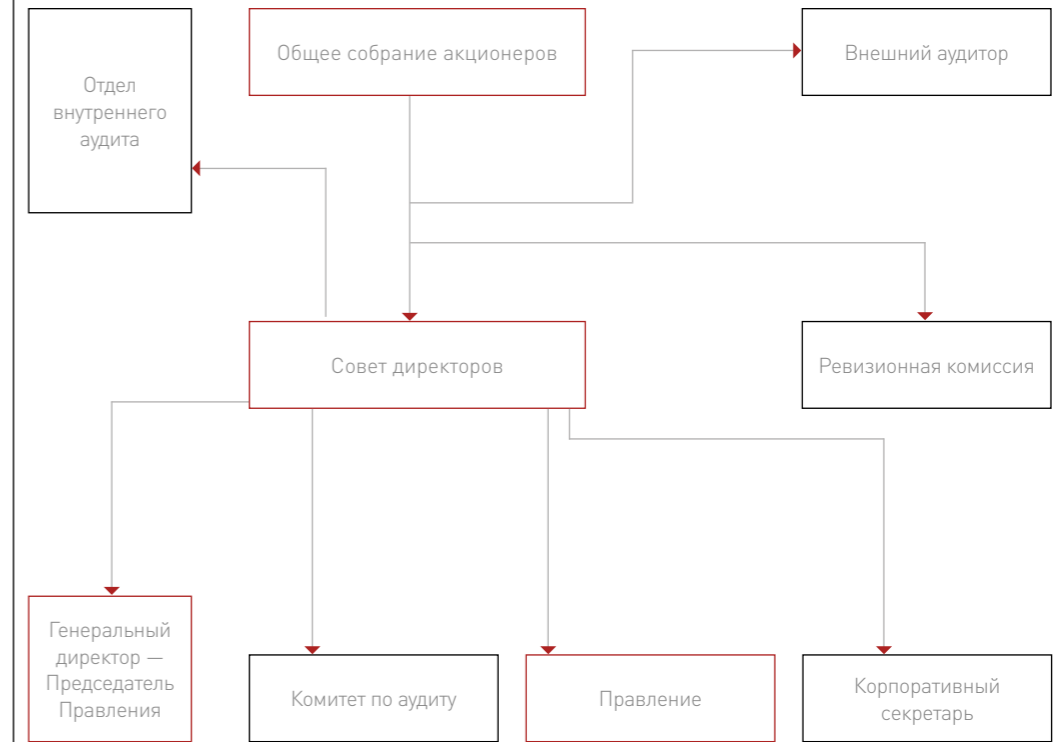 Общее собрание акционеров
Внешний аудитор
Отдел
внутреннего
аудита
Совет директоров
Ревизионная комиссия
Генеральный
директор —
Председатель
Правления
Комитет по аудиту
Правление
Корпоративный
секретарь